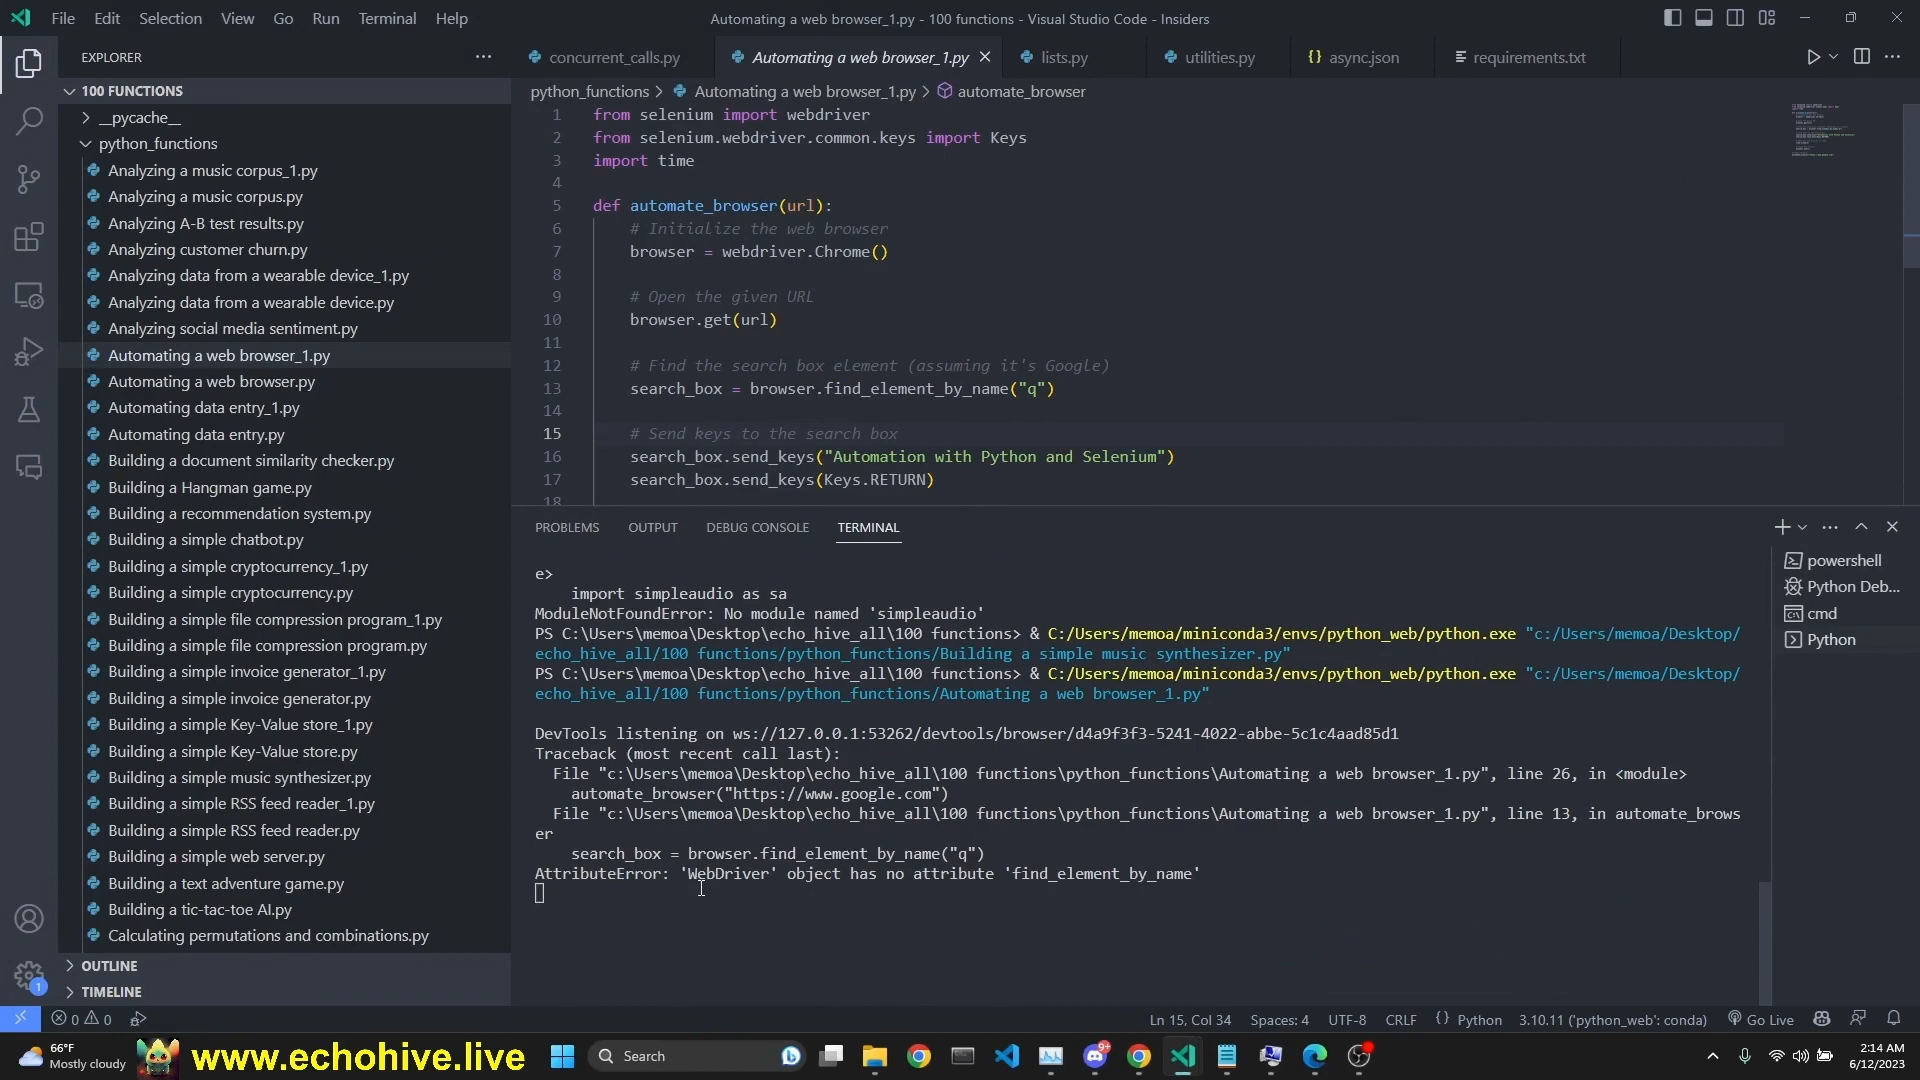 File Edit Selection View Go Run Terminal Help
Automating a web browser_1.py - 100 functions - Visual Studio Code - Insiders
EXPLORER
100 FUNCTIONS
__pycache__
python_functions
Analyzing a music corpus_1.py
Analyzing a music corpus.py
Analyzing A-B test results.py
Analyzing customer churn.py
Analyzing data from a wearable device_1.py
Analyzing data from a wearable device.py
Analyzing social media sentiment.py
Automating a web browser_1.py
Automating a web browser.py
Automating data entry_1.py
Automating data entry.py
Building a document similarity checker.py
Building a Hangman game.py
Building a recommendation system.py
Building a simple chatbot.py
Building a simple cryptocurrency_1.py
Building a simple cryptocurrency.py
Building a simple file compression program_1.py
Building a simple file compression program.py
Building a simple invoice generator_1.py
Building a simple invoice generator.py
Building a simple Key-Value store_1.py
Building a simple Key-Value store.py
Building a simple music synthesizer.py
Building a simple RSS feed reader_1.py
Building a simple RSS feed reader.py
Building a simple web server.py
Building a text adventure game.py
Building a tic-tac-toe AI.py
Calculating permutations and combinations.py
OUTLINE
TIMELINE
concurrent_calls.py Automating a web browser_1.py lists.py utilities.py {} async.json requirements.txt
python_functions > Automating a web browser_1.py > automate_browser
1 from selenium import webdriver
2 from selenium.webdriver.common.keys import Keys
3 import time
4
5 def automate_browser(url):
6 # Initialize the web browser
7 browser = webdriver.Chrome()
8
9 # Open the given URL
10 browser.get(url)
11
12 # Find the search box element (assuming it's Google)
13 search_box = browser.find_element_by_name("q")
14
15 # Send keys to the search box
16 search_box.send_keys("Automation with Python and Selenium")
17 search_box.send_keys(Keys.RETURN)
18
PROBLEMS OUTPUT DEBUG CONSOLE TERMINAL
e>
import simpleaudio as sa
ModuleNotFoundError: No module named 'simpleaudio'
PS C:\Users\memoa\Desktop\echo_hive_all\100 functions> & C:/Users/memoa/miniconda3/envs/python_web/python.exe "c:/Users/memoa/Desktop/
echo_hive_all/100 functions/python_functions/Building a simple music synthesizer.py"
PS C:\Users\memoa\Desktop\echo_hive_all\100 functions> & C:/Users/memoa/miniconda3/envs/python_web/python.exe "c:/Users/memoa/Desktop/
echo_hive_all/100 functions/python_functions/Automating a web browser_1.py"
DevTools listening on ws://127.0.0.1:53262/devtools/browser/d4a9f3f3-5241-4022-abbe-5c1c4aad85d1
Traceback (most recent call last):
File "c:\Users\memoa\Desktop\echo_hive_all\100 functions\python_functions\Automating a web browser_1.py", line 26, in <module>
automate_browser("https://www.google.com")
File "c:\Users\memoa\Desktop\echo_hive_all\100 functions\python_functions\Automating a web browser_1.py", line 13, in automate_brows
er
search_box = browser.find_element_by_name("q")
AttributeError: 'WebDriver' object has no attribute 'find_element_by_name'
powershell
Python Deb...
cmd
Python
1
0 0
Ln 15, Col 34 Spaces: 4 UTF-8 CRLF {} Python 3.10.11 ('python_web': conda) Go Live
66°F
Mostly cloudy
www.echohive.live
Search
9+
2:14 AM
6/12/2023